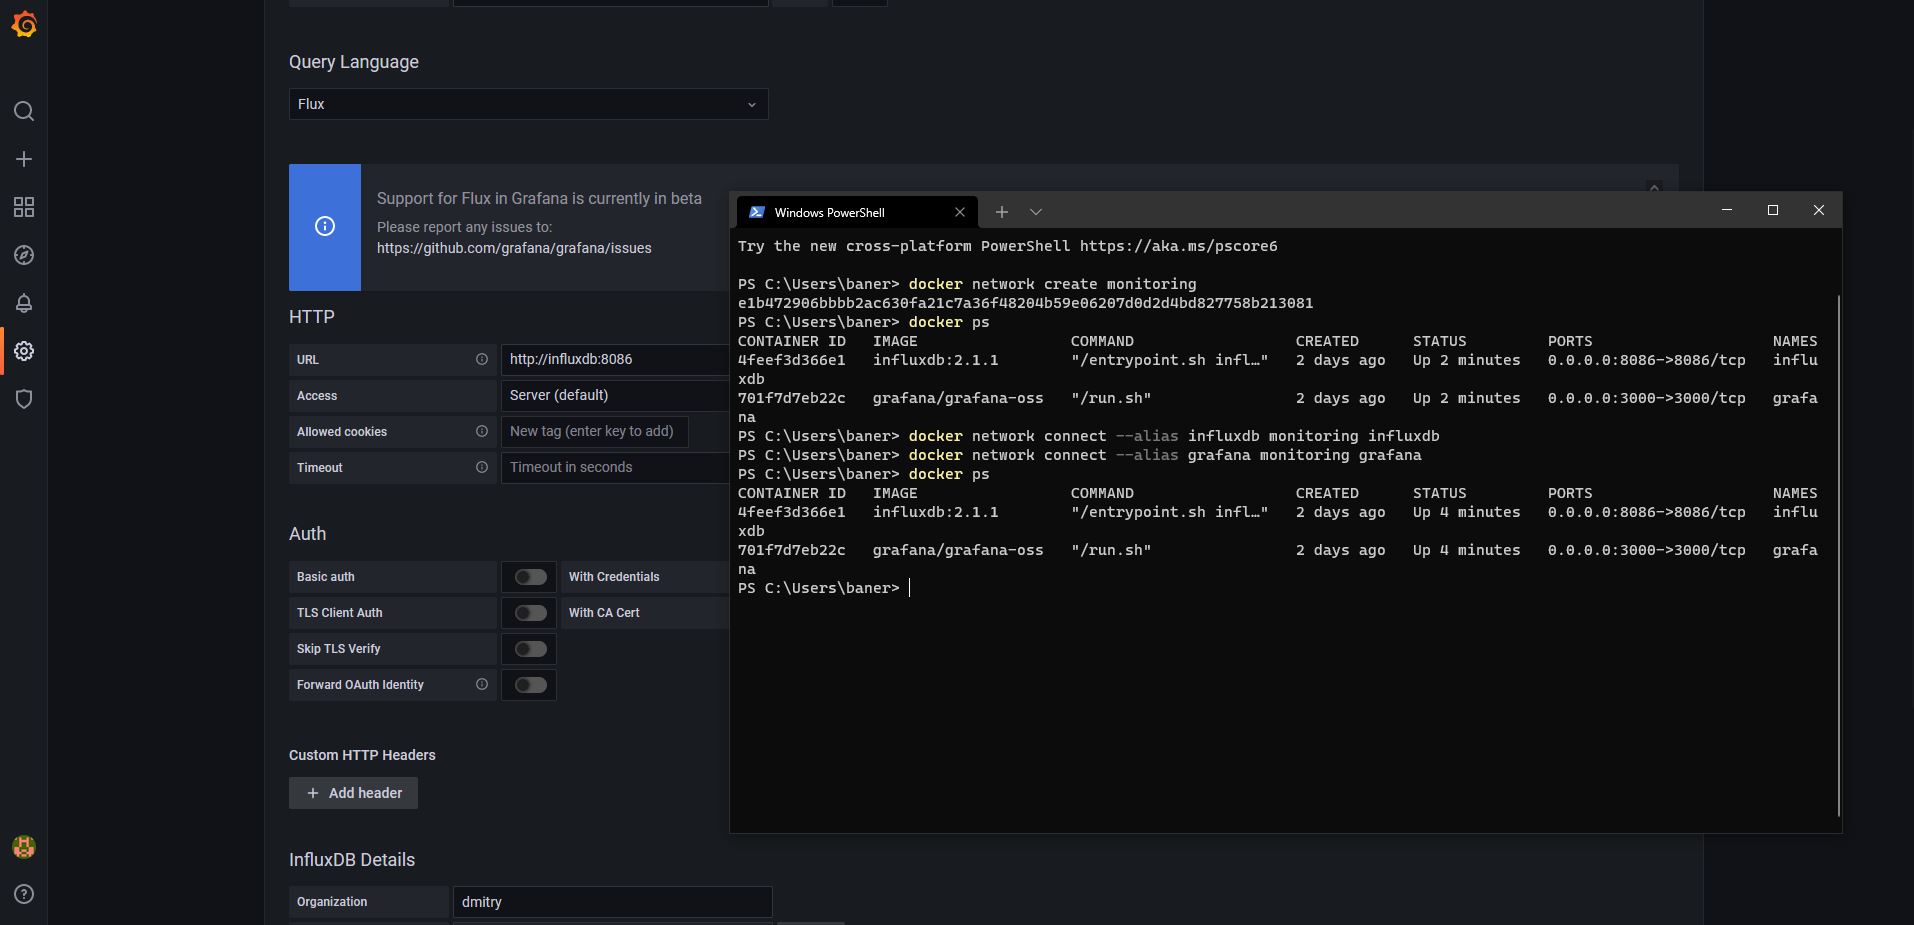 Query Language
Flux
Support for Flux in Grafana is currently in beta
Please report any issues to:
https://github.com/grafana/grafana/issues
HTTP
URL
http://influxdb:8086
Access
Server (default)
Allowed cookies
New tag (enter key to add)
Timeout
Timeout in seconds
Auth
Basic auth
With Credentials
TLS Client Auth
With CA Cert
Skip TLS Verify
Forward OAuth Identity
Custom HTTP Headers
+ Add header
InfluxDB Details
Organization
dmitry
Windows PowerShell
Try the new cross-platform PowerShell https://aka.ms/pscore6
PS C:\Users\baner> docker network create monitoring
e1b472906bbbb2ac630fa21c7a36f48204b59e06207d0d2d4bd827758b213081
PS C:\Users\baner> docker ps
CONTAINER ID   IMAGE                 COMMAND                  CREATED      STATUS         PORTS                    NAMES
4feef3d366e1   influxdb:2.1.1        "/entrypoint.sh infl…"   2 days ago   Up 2 minutes   0.0.0.0:8086->8086/tcp   influ
xdb
701f7d7eb22c   grafana/grafana-oss   "/run.sh"                2 days ago   Up 2 minutes   0.0.0.0:3000->3000/tcp   grafa
na
PS C:\Users\baner> docker network connect --alias influxdb monitoring influxdb
PS C:\Users\baner> docker network connect --alias grafana monitoring grafana
PS C:\Users\baner> docker ps
CONTAINER ID   IMAGE                 COMMAND                  CREATED      STATUS         PORTS                    NAMES
4feef3d366e1   influxdb:2.1.1        "/entrypoint.sh infl…"   2 days ago   Up 4 minutes   0.0.0.0:8086->8086/tcp   influ
xdb
701f7d7eb22c   grafana/grafana-oss   "/run.sh"                2 days ago   Up 4 minutes   0.0.0.0:3000->3000/tcp   grafa
na
PS C:\Users\baner>